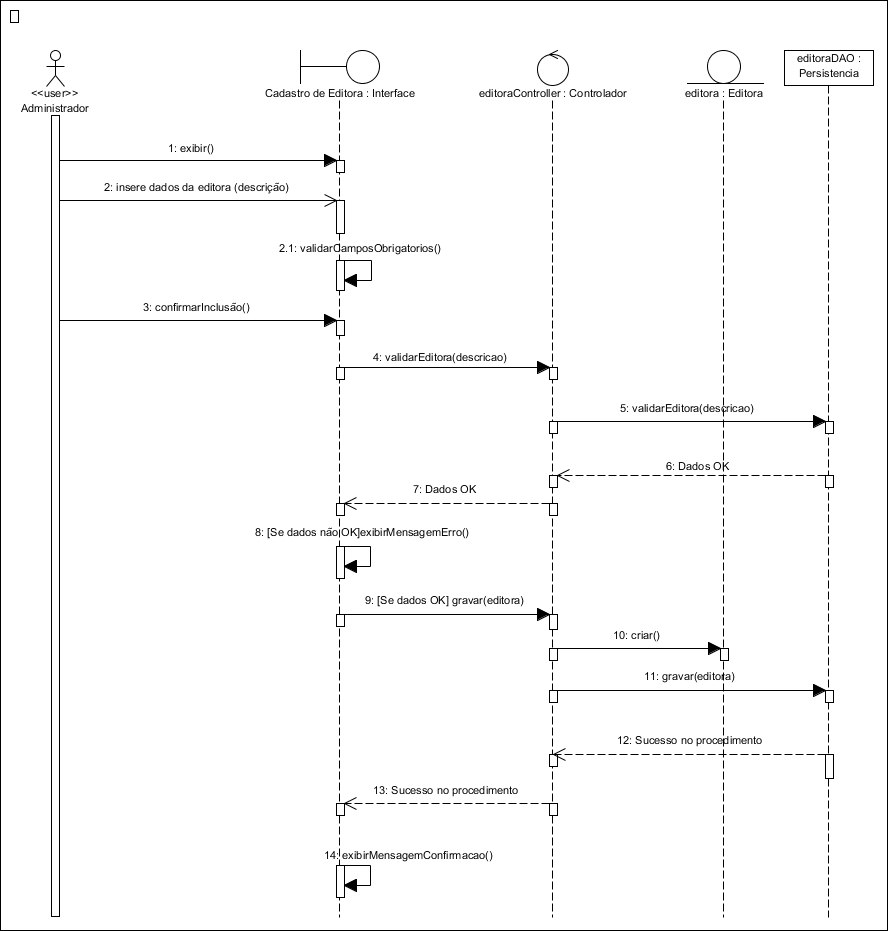 <<user>>
Administrador
Cadastro de Editora : Interface
editoraController : Controlador
editora : Editora
editoraDAO :
Persistencia
1: exibir()
2: insere dados da editora (descrição)
2.1: validarCamposObrigatorios()
3: confirmarInclusão()
4: validarEditora(descricao)
5: validarEditora(descricao)
6: Dados OK
7: Dados OK
8: [Se dados não OK]exibirMensagemErro()
9: [Se dados OK] gravar(editora)
10: criar()
11: gravar(editora)
12: Sucesso no procedimento
13: Sucesso no procedimento
14: exibirMensagemConfirmacao()